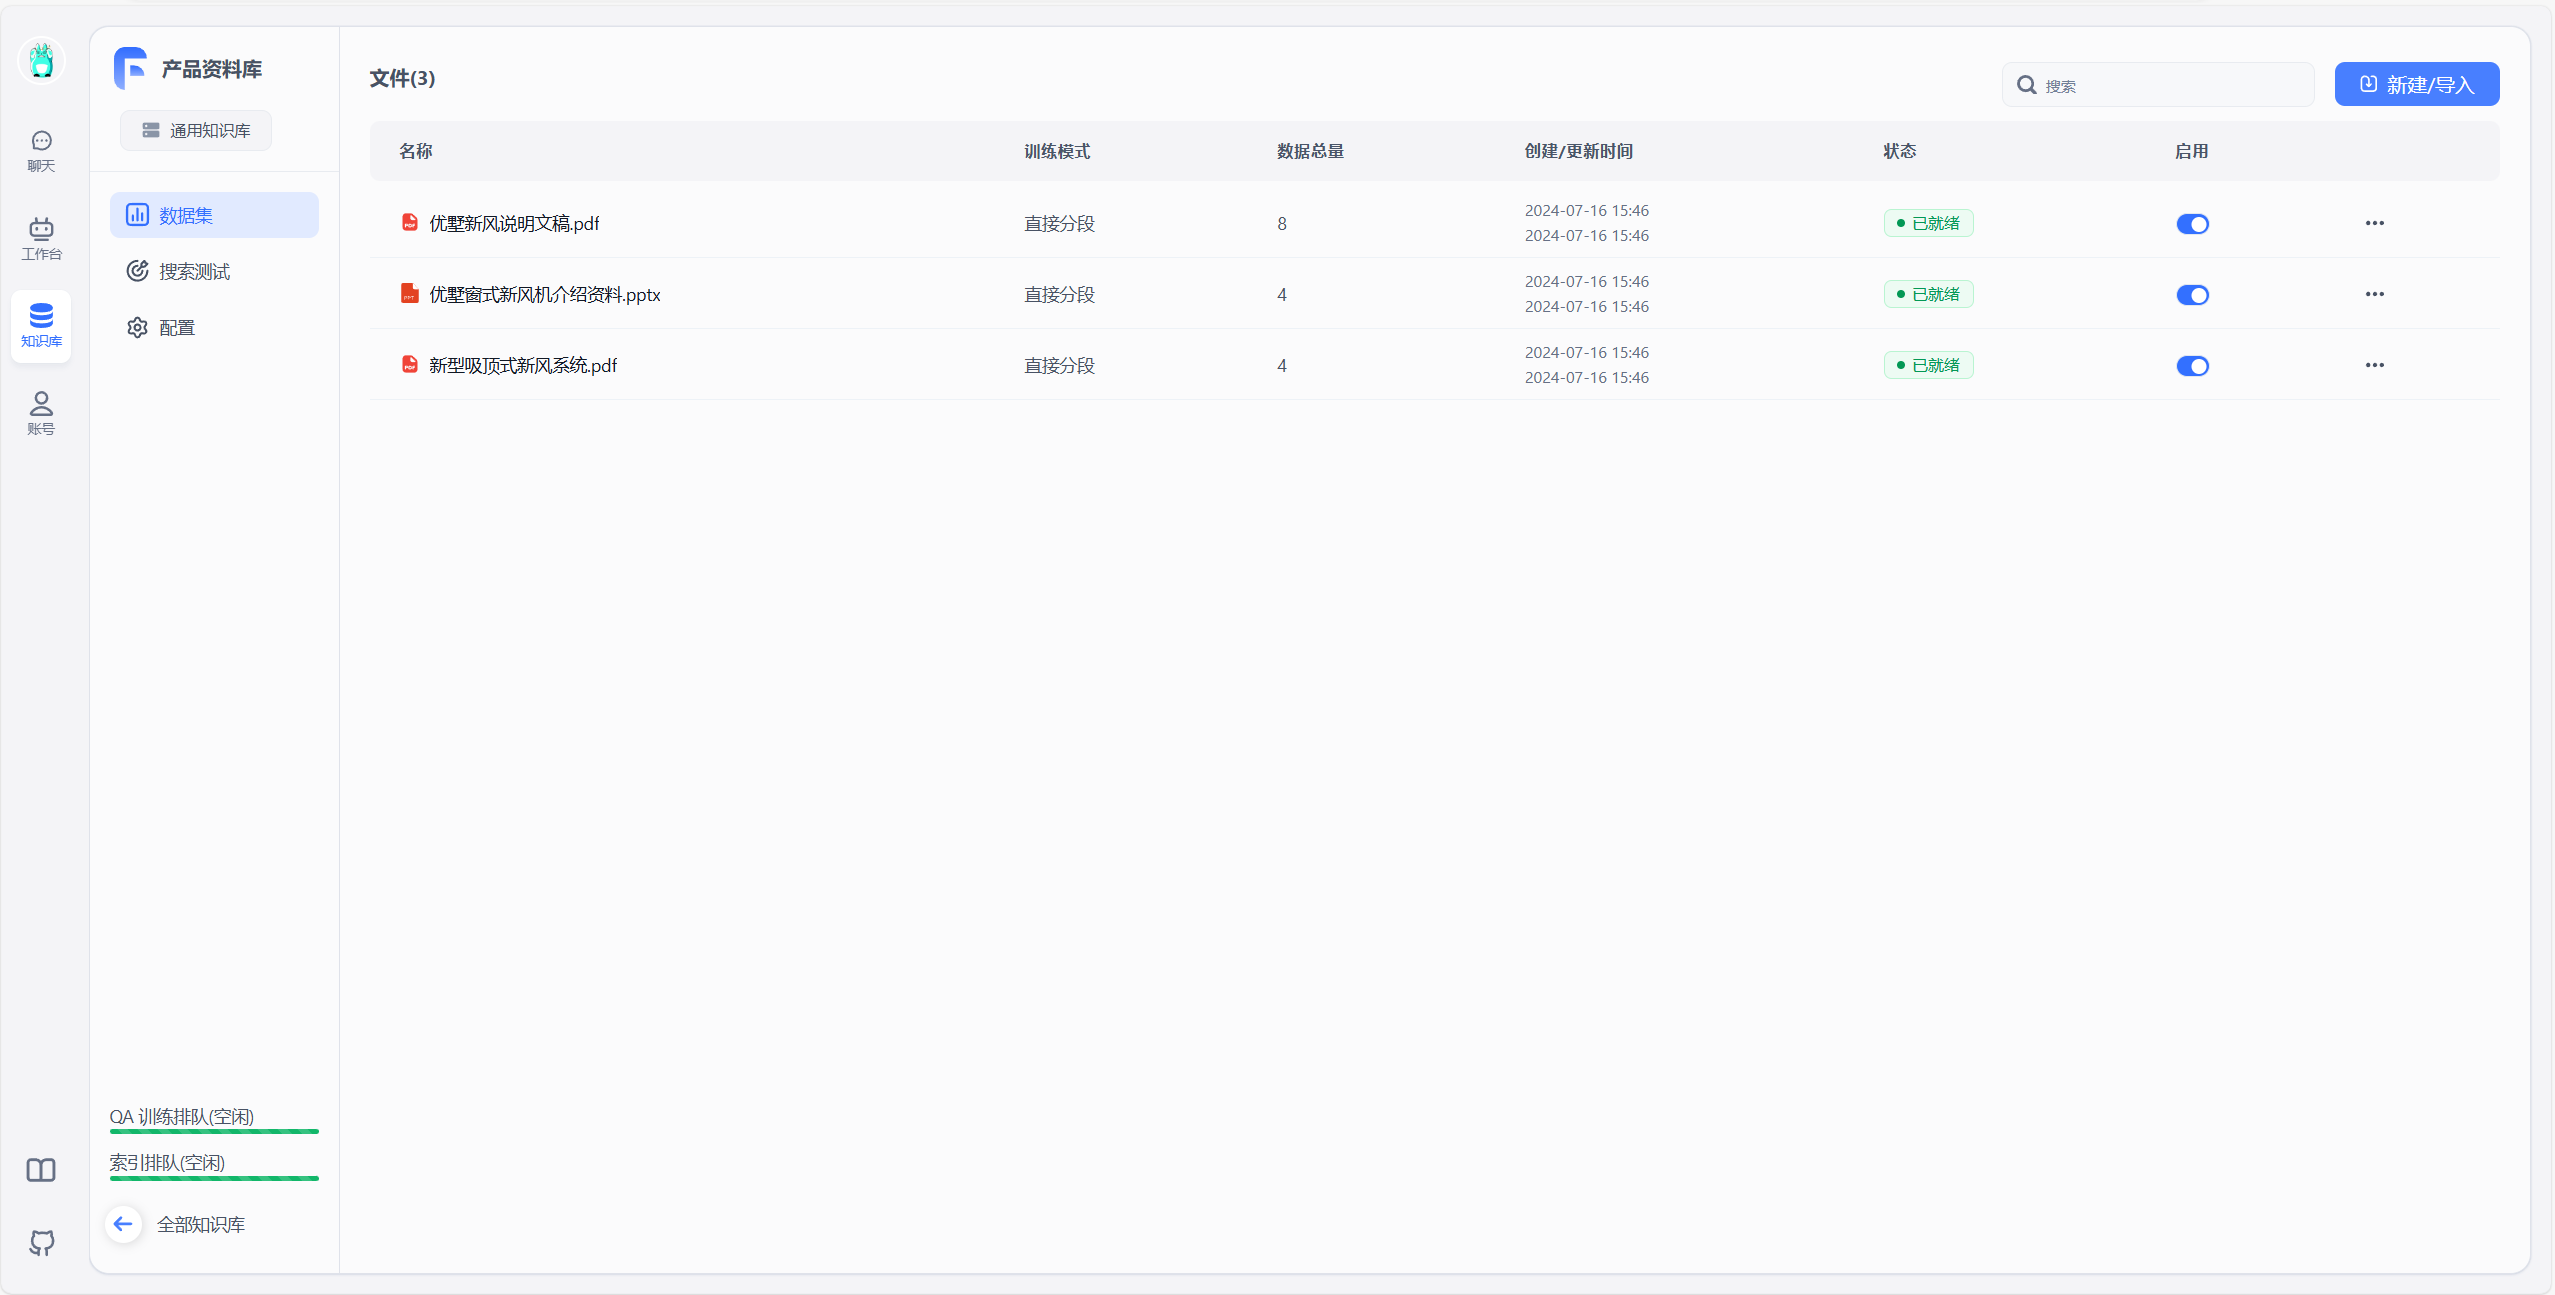 聊天
工作台
知识库
账号
产品资料库
通用知识库
数据集
搜索测试
配置
QA 训练排队(空闲)
索引排队(空闲)
全部知识库
文件(3)
搜索
新建/导入
名称 训练模式 数据总量 创建/更新时间 状态 启用
优墅新风说明文稿.pdf 直接分段 8 2024-07-16 15:46 已就绪
2024-07-16 15:46
优墅窗式新风机介绍资料.pptx 直接分段 4 2024-07-16 15:46 已就绪
2024-07-16 15:46
新型吸顶式新风系统.pdf 直接分段 4 2024-07-16 15:46 已就绪
2024-07-16 15:46